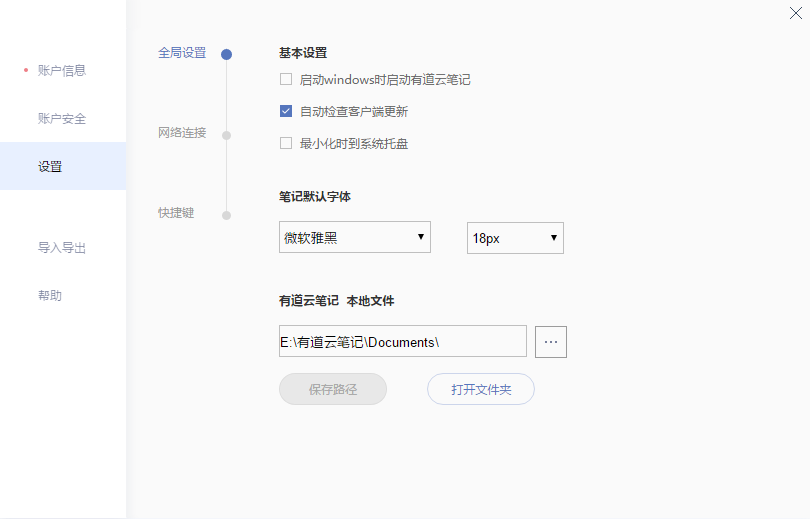 账户信息
账户安全
设置
导入导出
帮助
全局设置
网络连接
快捷键
基本设置
启动windows时启动有道云笔记
自动检查客户端更新
最小化时到系统托盘
笔记默认字体
微软雅黑
18px
有道云笔记 本地文件
E:\有道云笔记\Documents\
...
保存路径
打开文件夹